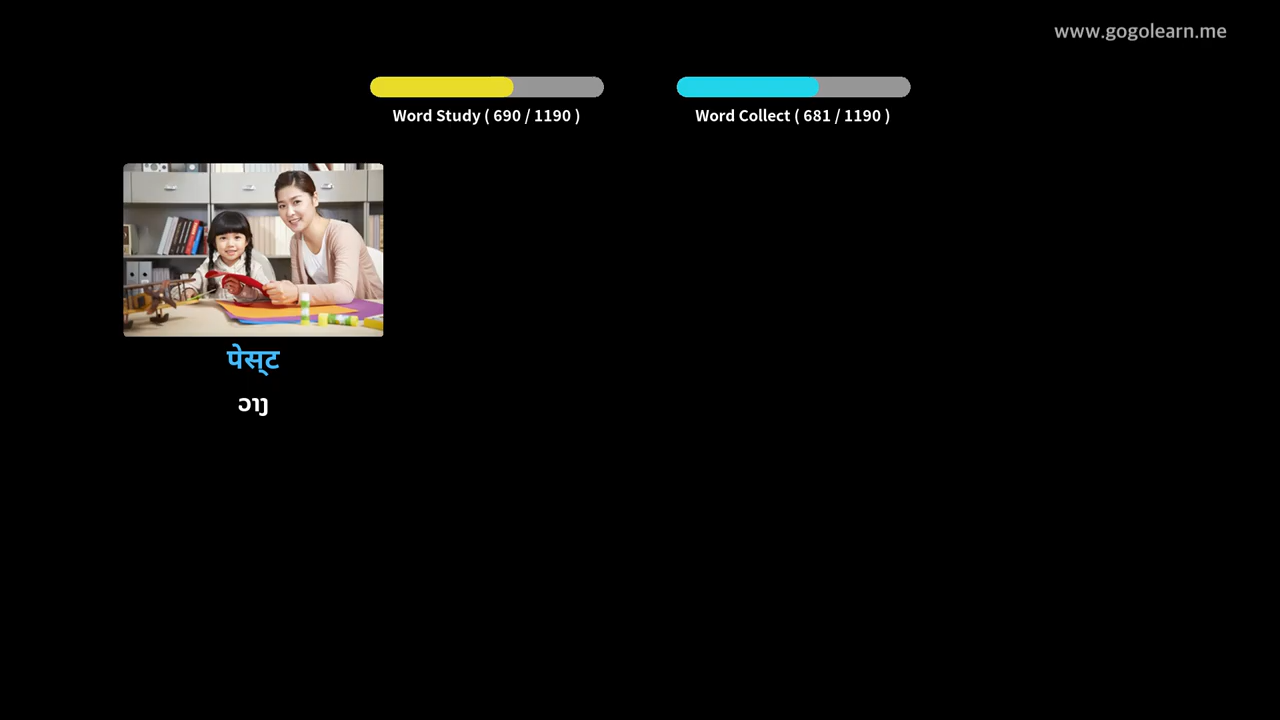 www.gogolearn.me
Word Study ( 690 / 1190 )
Word Collect ( 681 / 1190 )
पेस्ट
ວາງ